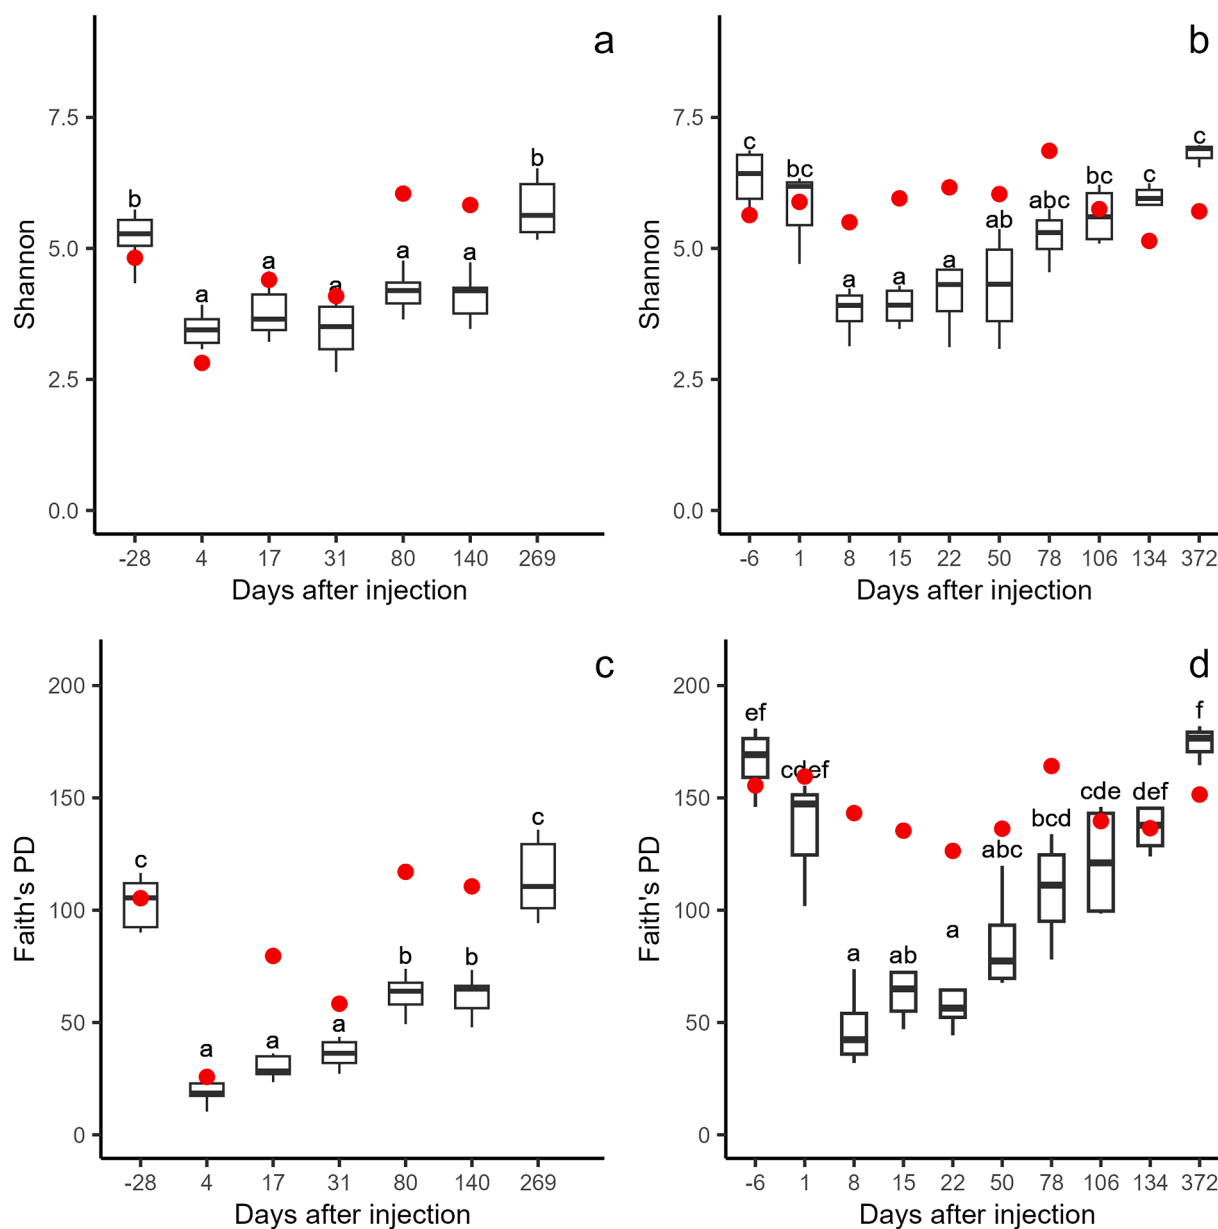 a
7.5
5.0
2.5
0.0
Shannon
b
a
a
a
a
a
b
-28 4 17 31 80 140 269
Days after injection
b
7.5
5.0
2.5
0.0
Shannon
c
bc
a
a
a
ab
abc
bc
c
c
-6 1 8 15 22 50 78 106 134 372
Days after injection
c
200
150
100
50
0
Faith's PD
c
a
a
a
b
b
c
-28 4 17 31 80 140 269
Days after injection
d
200
150
100
50
0
Faith's PD
ef
cdef
a
ab
a
abc
bcd
cde
def
f
-6 1 8 15 22 50 78 106 134 372
Days after injection